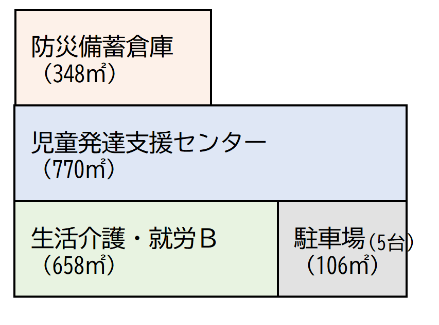 防災備蓄倉庫
（348㎡）
児童発達支援センター
（770㎡）
生活介護・就労Ｂ
（658㎡）
駐車場（5台）
（106㎡）